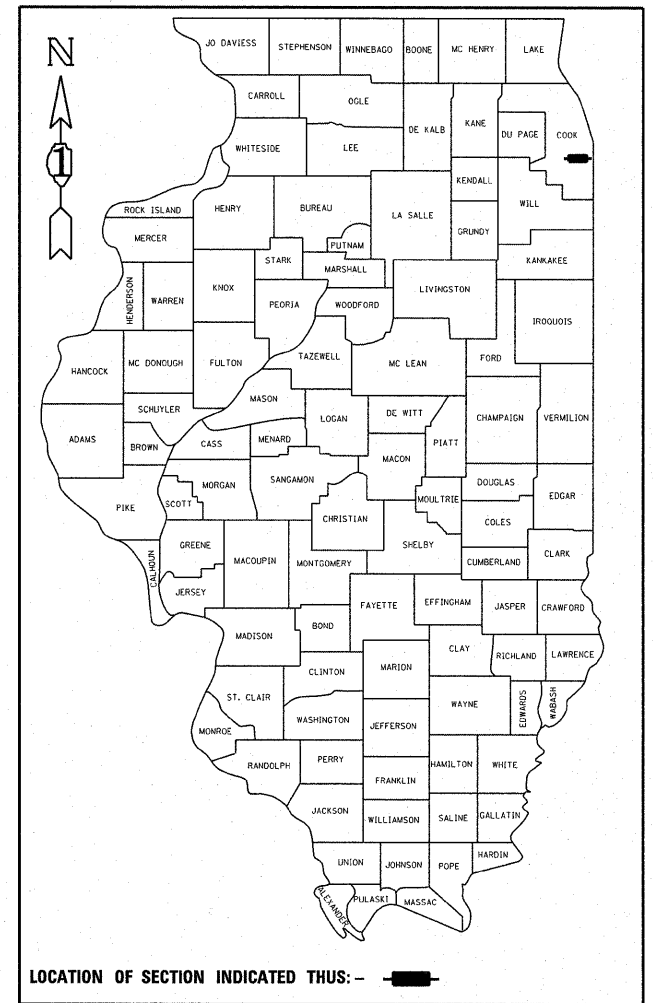 JO DAVIESS STEPHENSON WINNEBAGO BOONE MC HENRY LAKE
N
CARROLL OGLE DE KALB KANE DU PAGE COOK
1
WHITESIDE LEE
KENDALL WILL
ROCK ISLAND HENRY BUREAU LA SALLE GRUNDY
MERCER PUTNAM
STARK MARSHALL KANKAKEE
HENDERSON WARREN KNOX PEORIA WOODFORD LIVINGSTON IROQUOIS
HANCOCK MC DONOUGH FULTON TAZEWELL MC LEAN FORD
SCHUYLER MASON LOGAN DE WITT CHAMPAIGN VERMILION
ADAMS BROWN CASS MENARD MACON PIATT
PIKE SCOTT MORGAN SANGAMON CHRISTIAN MOULTRIE DOUGLAS EDGAR
COLES
CALHOUN GREENE MACOUPIN MONTGOMERY SHELBY CUMBERLAND CLARK
JERSEY FAYETTE EFFINGHAM JASPER CRAWFORD
MADISON BOND
CLINTON MARION CLAY RICHLAND LAWRENCE
ST. CLAIR WAYNE EDWARDS WABASH
MONROE WASHINGTON JEFFERSON
RANDOLPH PERRY FRANKLIN HAMILTON WHITE
JACKSON WILLIAMSON SALINE GALLATIN
UNION JOHNSON POPE HARDIN
ALEXANDER PULASKI MASSAC
LOCATION OF SECTION INDICATED THUS: –